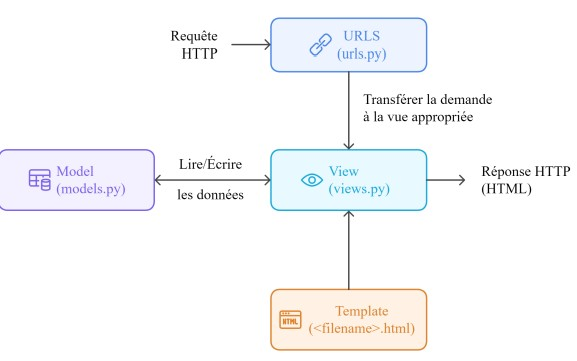 Requête
HTTP
URLS
(urls.py)
Transférer la demande
à la vue appropriée
Model
(models.py)
Lire/Écrire
les données
View
(views.py)
Réponse HTTP
(HTML)
HTML
Template
(<filename>.html)